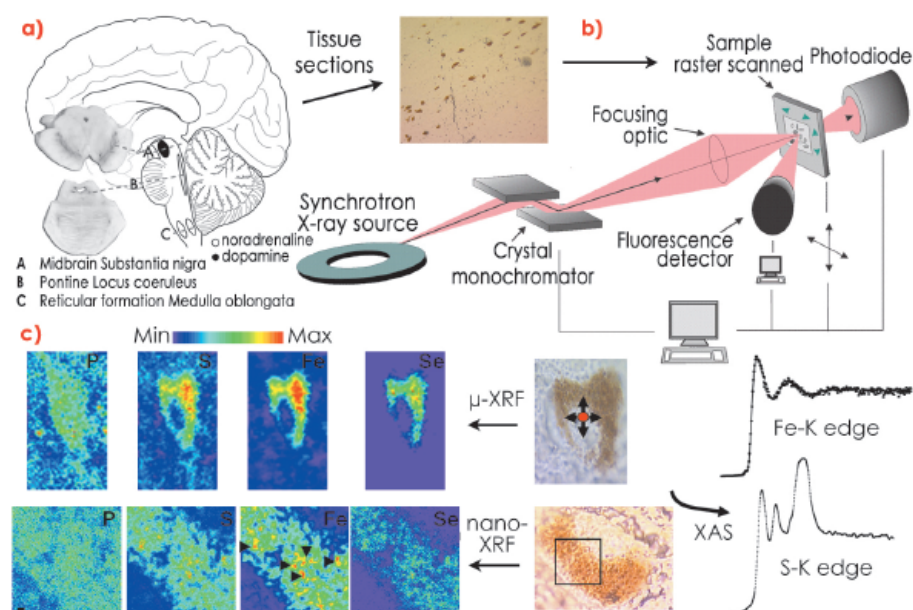 a)
Tissue
sections
b)
Sample
raster scanned
Photodiode
Focusing
optic
A
B
C
noradrenaline
dopamine
Synchrotron
X-ray source
Crystal
monochromator
Fluorescence
detector
A Midbrain Substantia nigra
B Pontine Locus coeruleus
C Reticular formation Medulla oblongata
c)
Min Max
P S Fe Se
µ-XRF
Fe-K edge
P S Fe Se
nano-
XRF
XAS
S-K edge